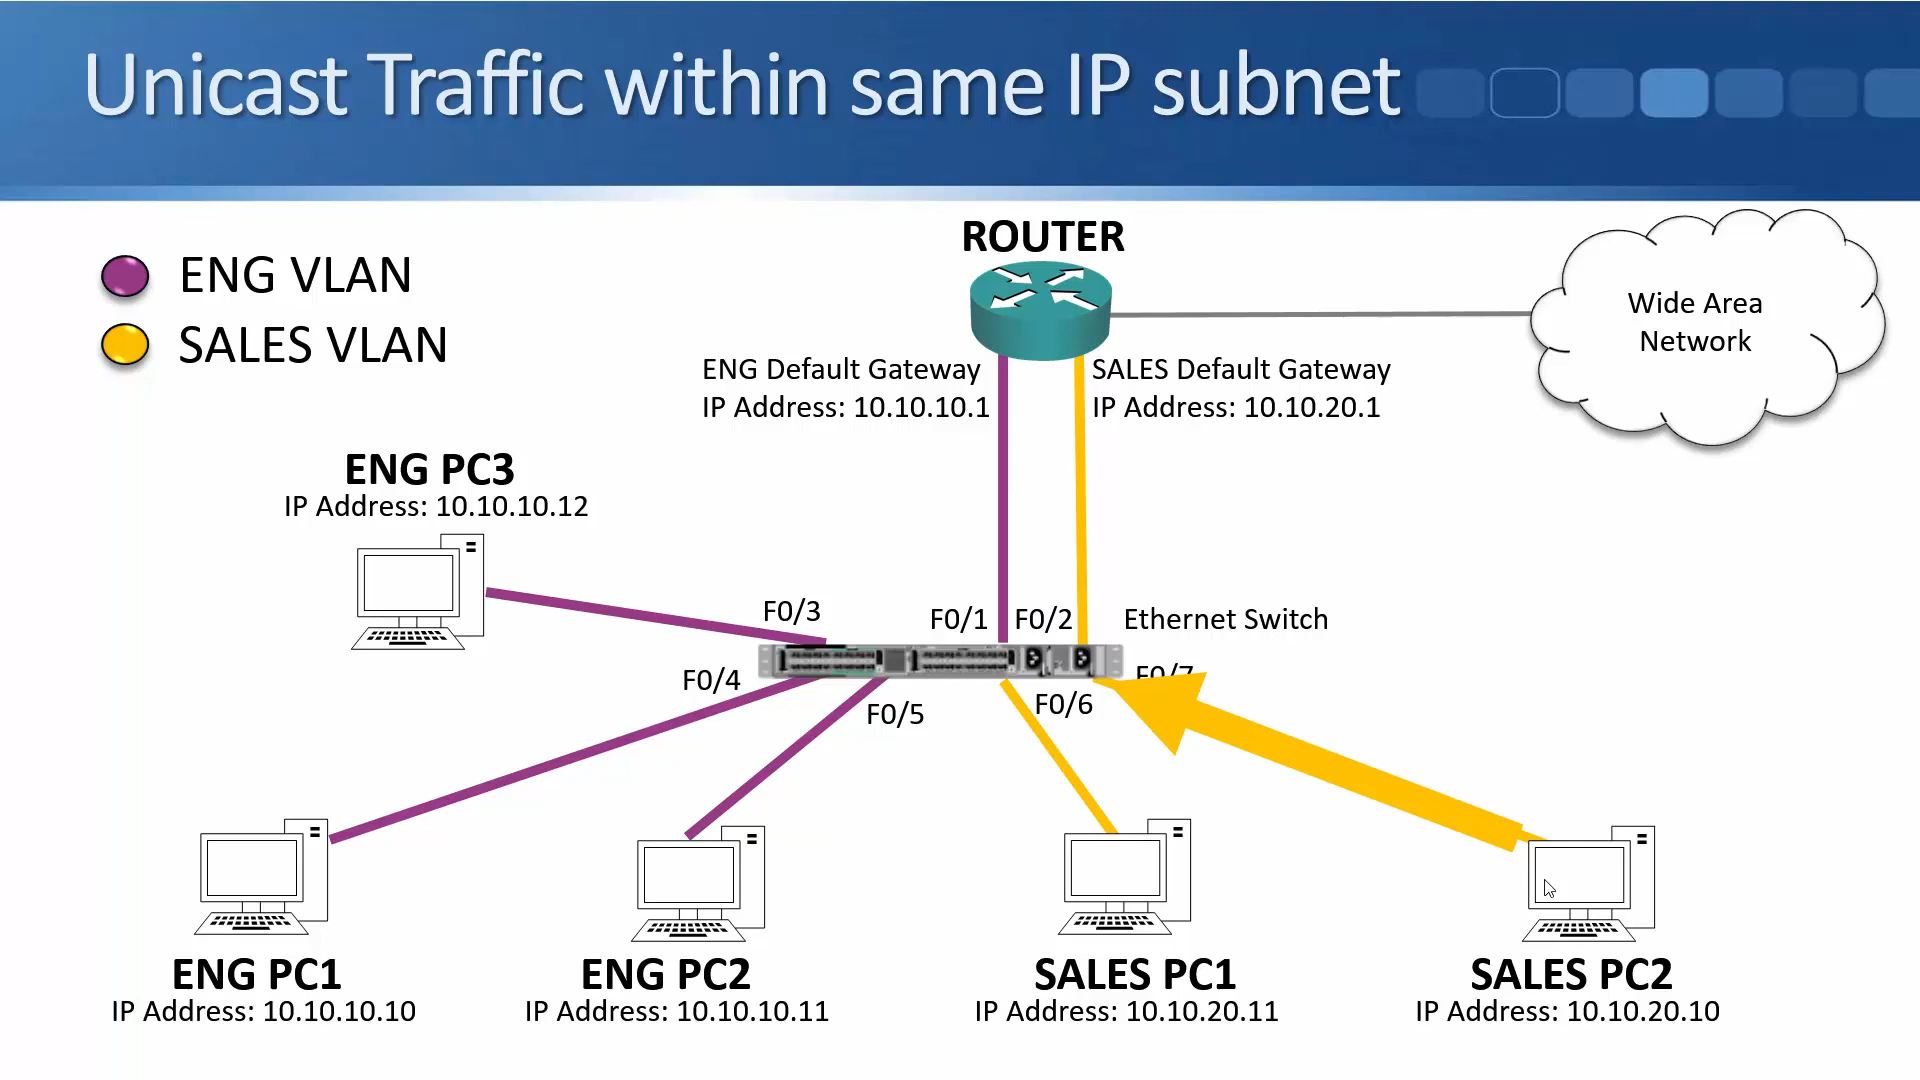 Unicast Traffic within same IP subnet
ROUTER
Wide Area
Network
ENG VLAN
SALES VLAN
ENG Default Gateway
IP Address: 10.10.10.1
SALES Default Gateway
IP Address: 10.10.20.1
ENG PC3
IP Address: 10.10.10.12
F0/3
F0/1
F0/2
Ethernet Switch
F0/4
F0/5
F0/6
F0/7
ENG PC1
IP Address: 10.10.10.10
ENG PC2
IP Address: 10.10.10.11
SALES PC1
IP Address: 10.10.20.11
SALES PC2
IP Address: 10.10.20.10